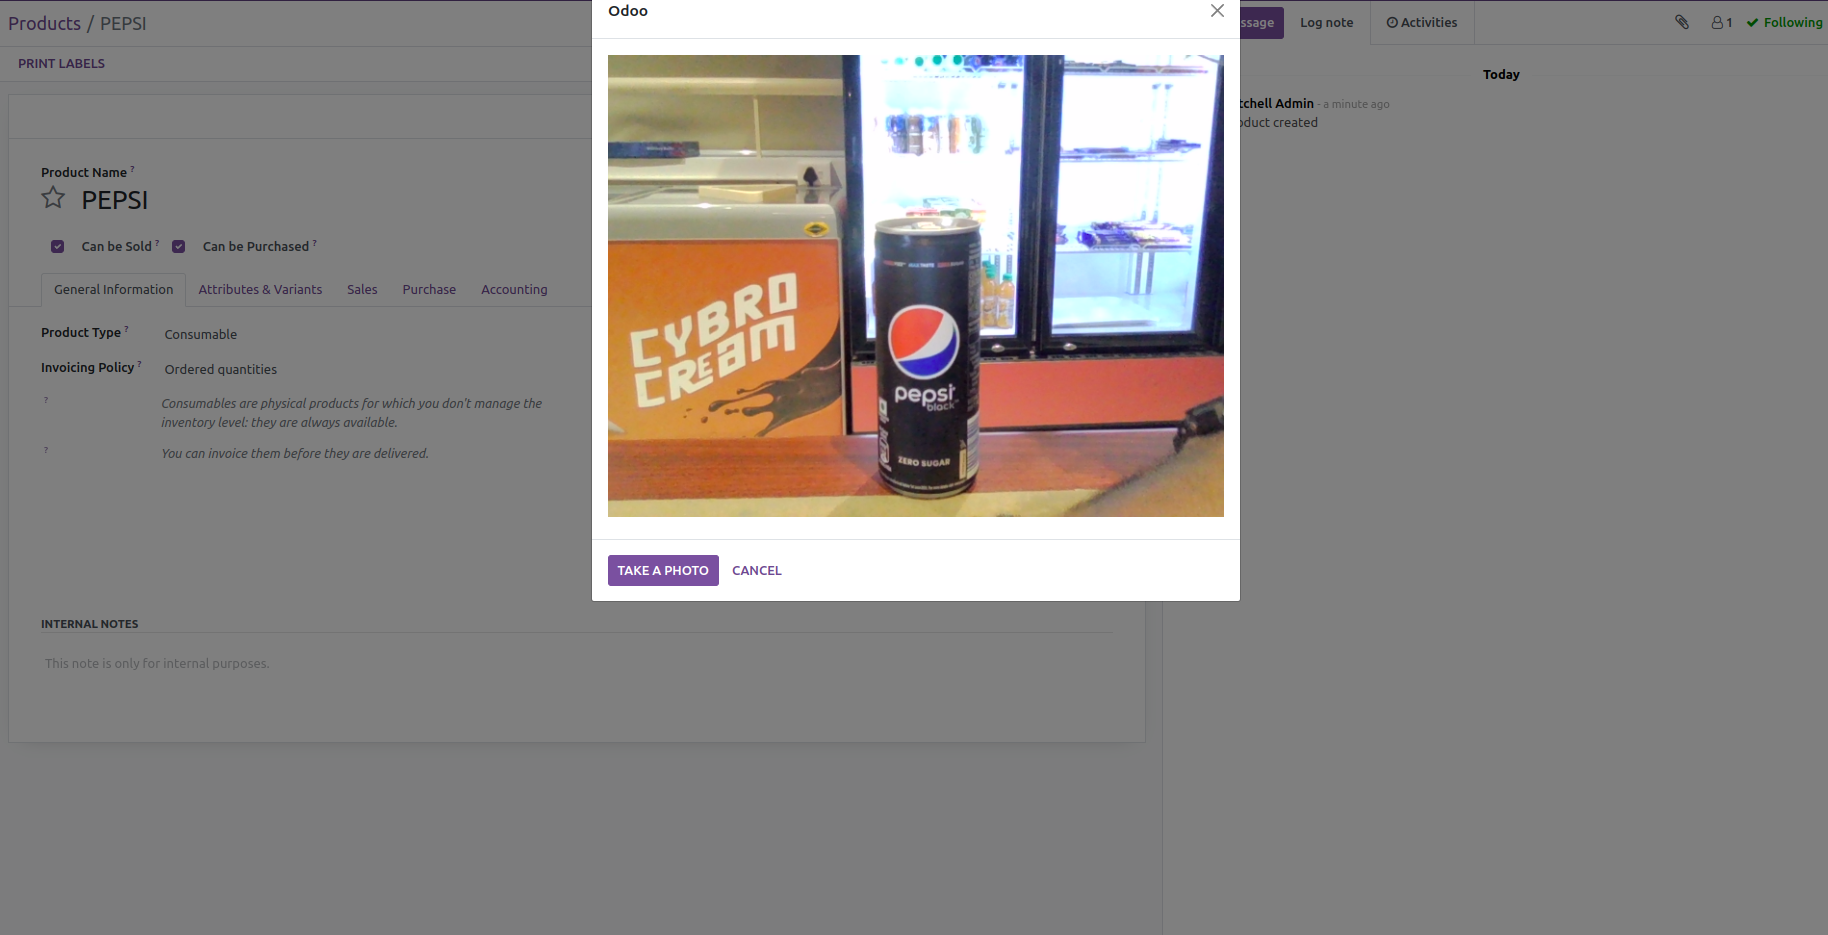 Products / PEPSI
PRINT LABELS
Product Name ?
PEPSI
Can be Sold ? Can be Purchased ?
General Information Attributes & Variants Sales Purchase Accounting
Product Type ? Consumable
Invoicing Policy ? Ordered quantities
? Consumables are physical products for which you don't manage the
inventory level: they are always available.
? You can invoice them before they are delivered.
INTERNAL NOTES
This note is only for internal purposes.
Odoo
CYBRO
CREAM
pepsi
black
ZERO SUGAR
TAKE A PHOTO CANCEL
ssage Log note Activities 1 Following
Today
tchell Admin - a minute ago
oduct created